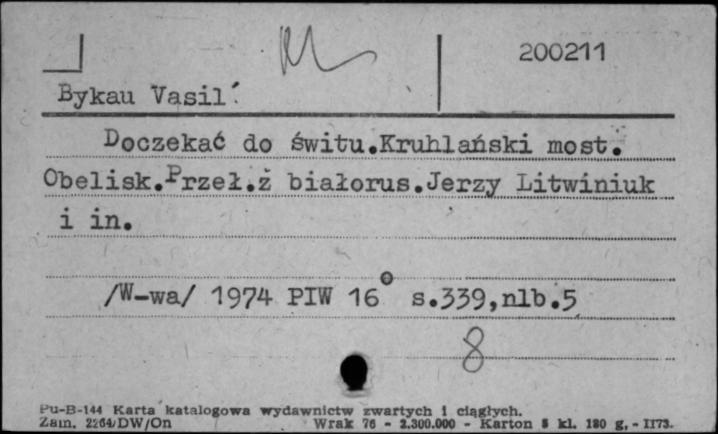 200211
Bykau Vasil´
Doczekać do świtu.Kruhlański most.
Obelisk.Przeł.z białorus.Jerzy Litwiniuk
i in.
/W-wa/ 1974 PIW 16° s.339,nlb.5
8
Pu-B-144 Karta katalogowa wydawnictw zwartych i ciągłych.
Zam. 2264/DW/On Wrak 76 - 2.300.000 - Karton 8 kl. 180 g, - II73.